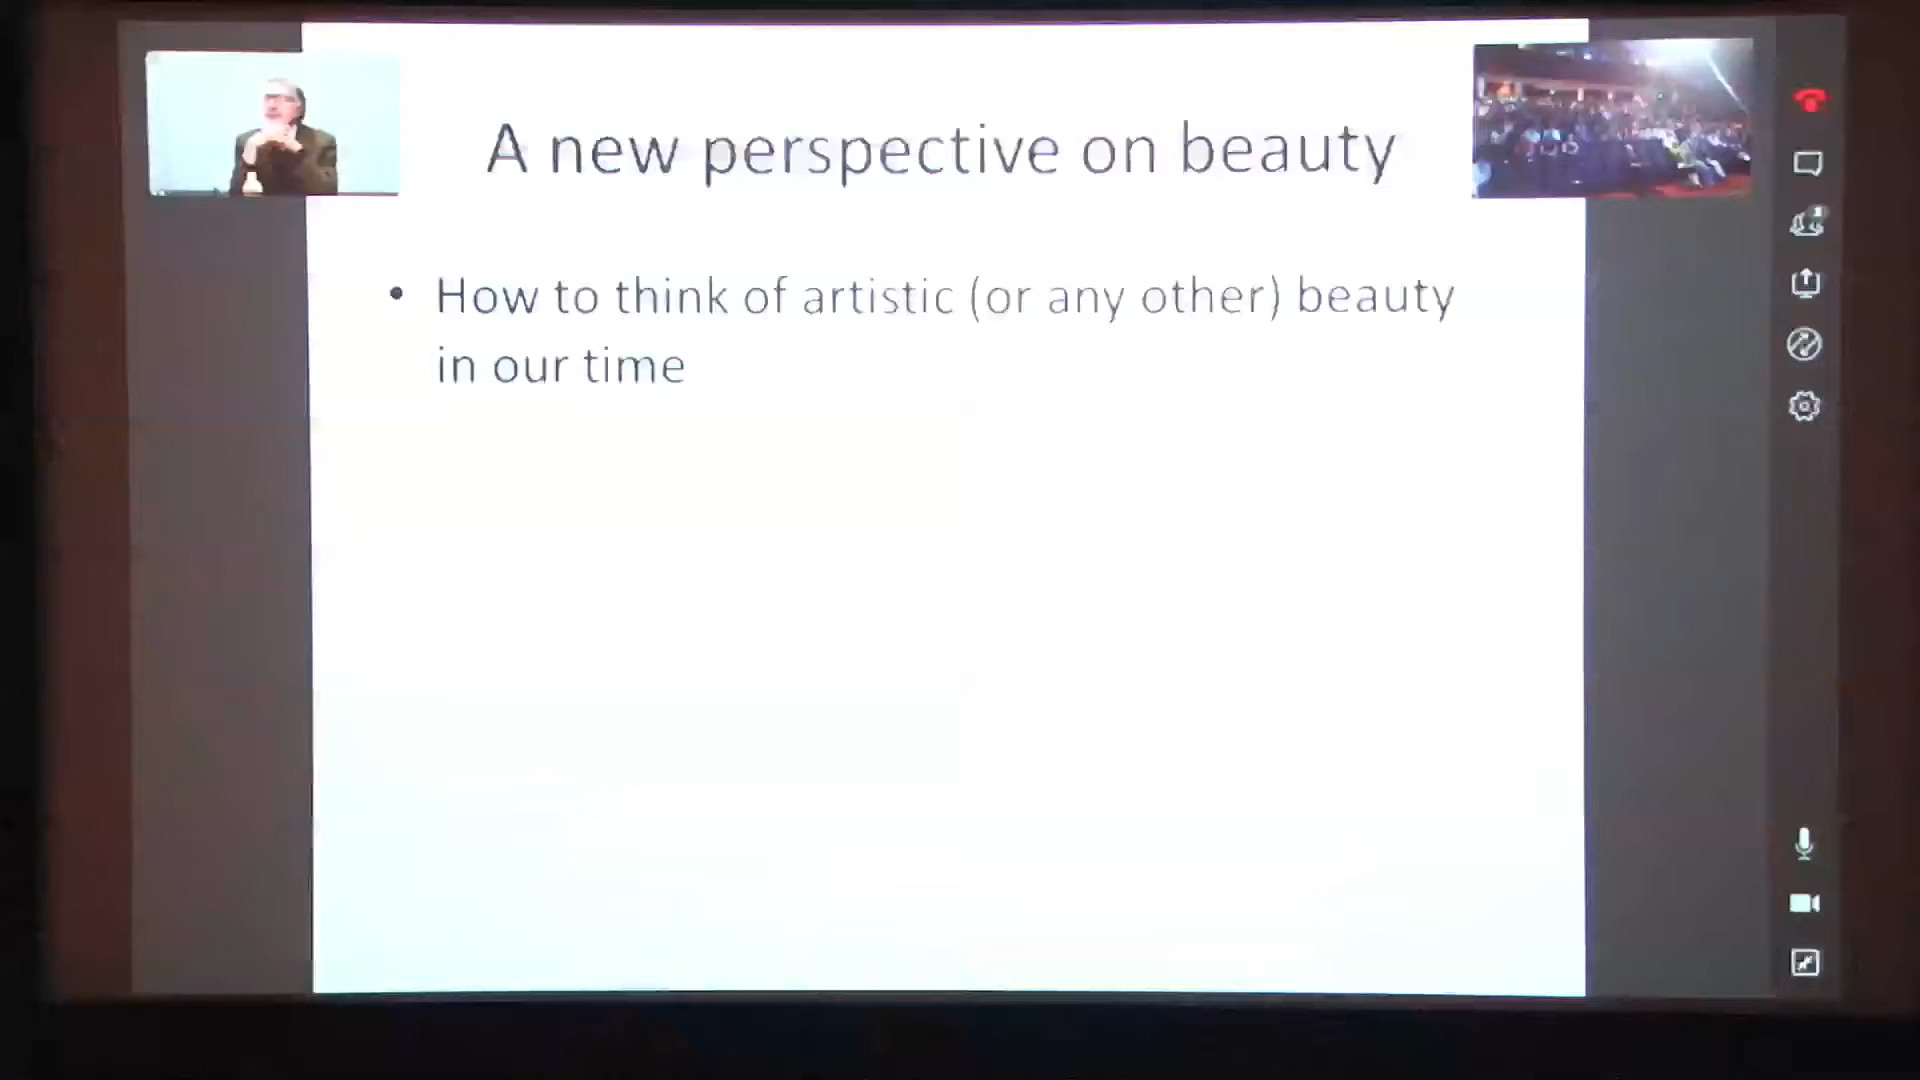 A new perspective on beauty
• How to think of artistic (or any other) beauty
in our time